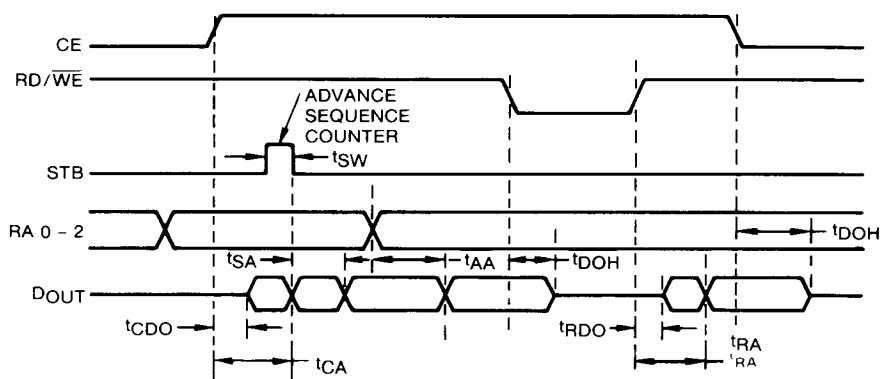 CE
RD/WE
ADVANCE
SEQUENCE
COUNTER
tSW
STB
RA 0 – 2
tDOH
tSA
tAA
tDOH
DOUT
tCDO
tRDO
tRA
tRA
tCA